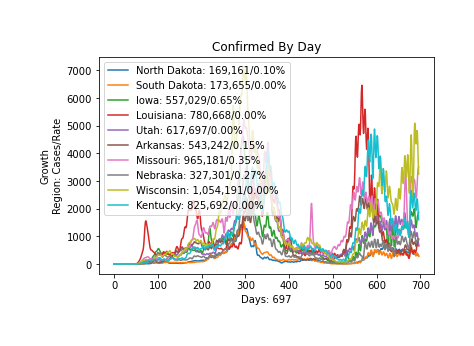 Confirmed By Day
Growth
Region: Cases/Rate
7000
6000
5000
4000
3000
2000
1000
0
North Dakota: 169,161/0.10%
South Dakota: 173,655/0.00%
Iowa: 557,029/0.65%
Louisiana: 780,668/0.00%
Utah: 617,697/0.00%
Arkansas: 543,242/0.15%
Missouri: 965,181/0.35%
Nebraska: 327,301/0.27%
Wisconsin: 1,054,191/0.00%
Kentucky: 825,692/0.00%
0 100 200 300 400 500 600 700
Days: 697